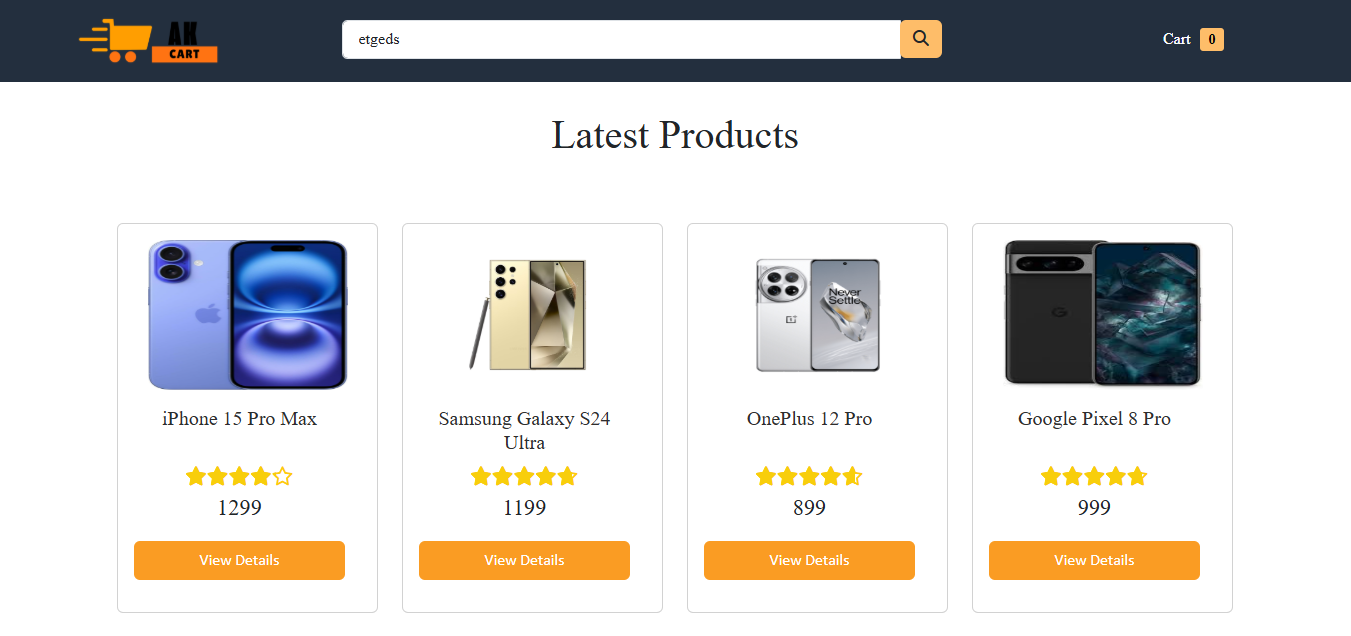 AK
CART
etgeds
Cart 0
Latest Products
Never
Settle
iPhone 15 Pro Max
Samsung Galaxy S24
Ultra
OnePlus 12 Pro
Google Pixel 8 Pro
1299
1199
899
999
View Details
View Details
View Details
View Details